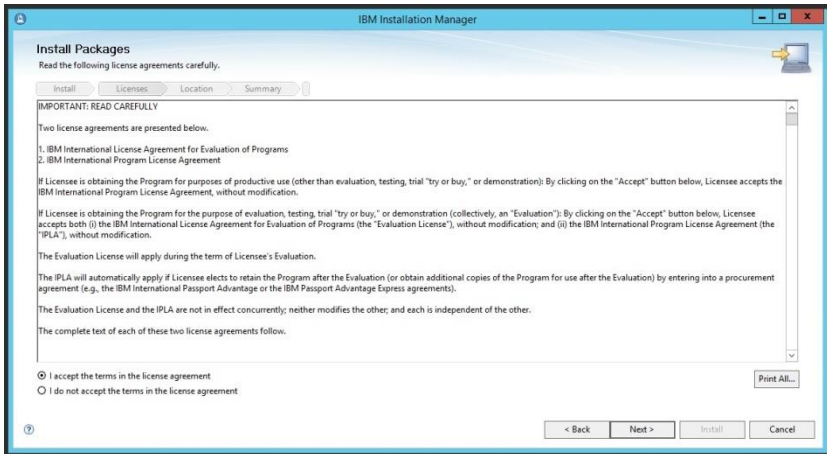 IBM Installation Manager
Install Packages
Read the following license agreements carefully.
Install Licenses Location Summary
IMPORTANT: READ CAREFULLY
Two license agreements are presented below.
1. IBM International License Agreement for Evaluation of Programs
2. IBM International Program License Agreement
If Licensee is obtaining the Program for purposes of productive use (other than evaluation, testing, trial "try or buy," or demonstration): By clicking on the "Accept" button below, Licensee accepts the
IBM International Program License Agreement, without modification.
If Licensee is obtaining the Program for the purpose of evaluation, testing, trial "try or buy," or demonstration (collectively, an "Evaluation"): By clicking on the "Accept" button below, Licensee
accepts both (i) the IBM International License Agreement for Evaluation of Programs (the "Evaluation License"), without modification; and (ii) the IBM International Program License Agreement (the
"IPLA"), without modification.
The Evaluation License will apply during the term of Licensee's Evaluation.
The IPLA will automatically apply if Licensee elects to retain the Program after the Evaluation (or obtain additional copies of the Program for use after the Evaluation) by entering into a procurement
agreement (e.g., the IBM International Passport Advantage or the IBM Passport Advantage Express agreements).
The Evaluation License and the IPLA are not in effect concurrently; neither modifies the other; and each is independent of the other.
The complete text of each of these two license agreements follow.
I accept the terms in the license agreement
Print All...
I do not accept the terms in the license agreement
? < Back Next > Install Cancel